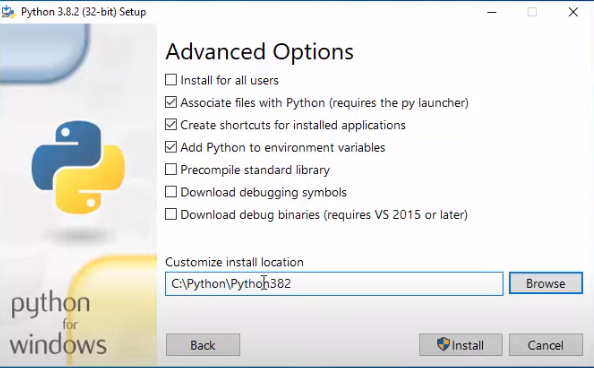 Python 3.8.2 (32-bit) Setup
Advanced Options
Install for all users
Associate files with Python (requires the py launcher)
Create shortcuts for installed applications
Add Python to environment variables
Precompile standard library
Download debugging symbols
Download debug binaries (requires VS 2015 or later)
Customize install location
C:\Python\Python382
Browse
python
for
windows
Back
Install
Cancel